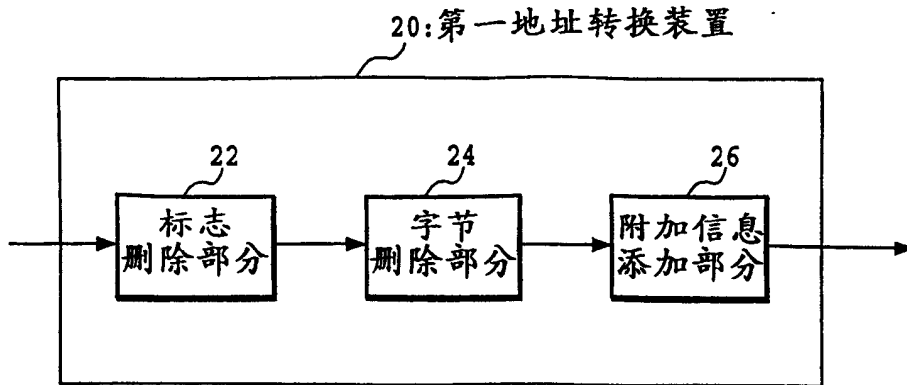 20:第一地址转换装置
22
24
26
标志
删除部分
字节
删除部分
附加信息
添加部分